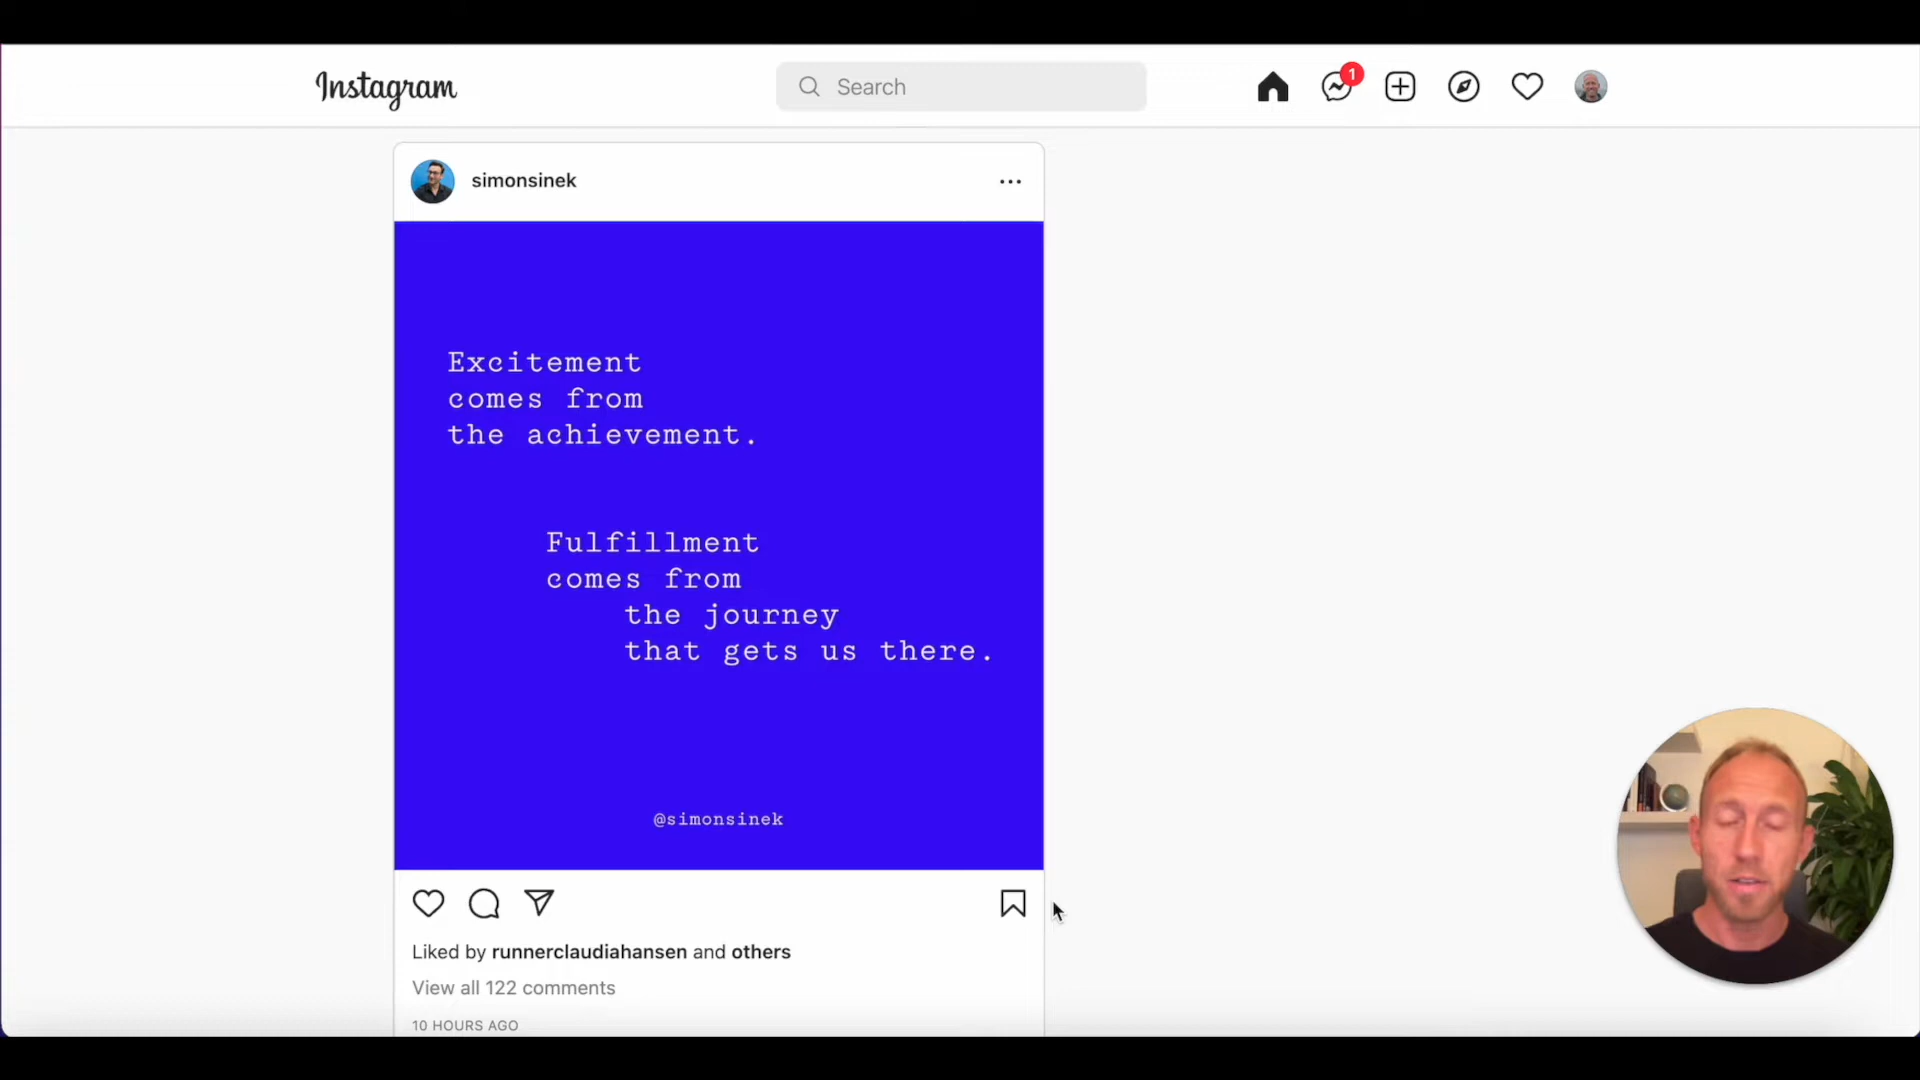 Instagram
Search
1
simonsinek
Excitement
comes from
the achievement.
Fulfillment
comes from
the journey
that gets us there.
@simonsinek
Liked by runnerclaudiahansen and others
View all 122 comments
10 HOURS AGO